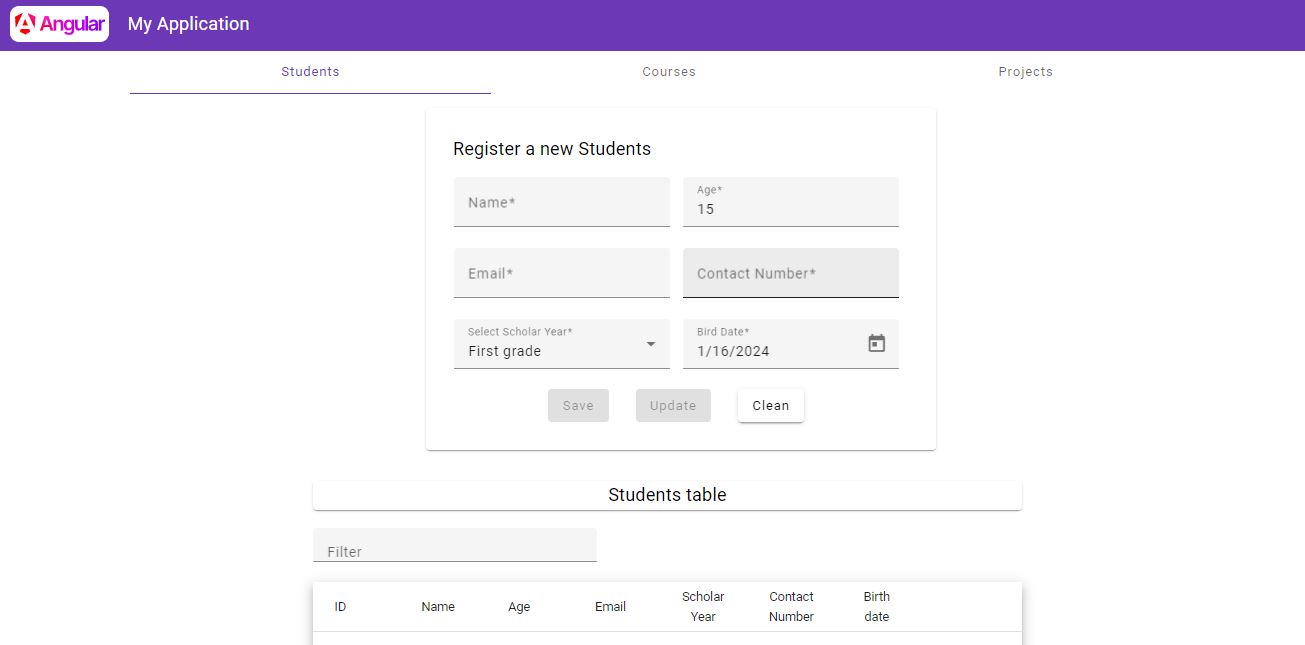 Angular My Application
Students Courses Projects
Register a new Students
Name* Age*
15
Email* Contact Number*
Select Scholar Year* Bird Date*
First grade 1/16/2024
Save Update Clean
Students table
Filter
ID Name Age Email Scholar Year Contact Number Birth date